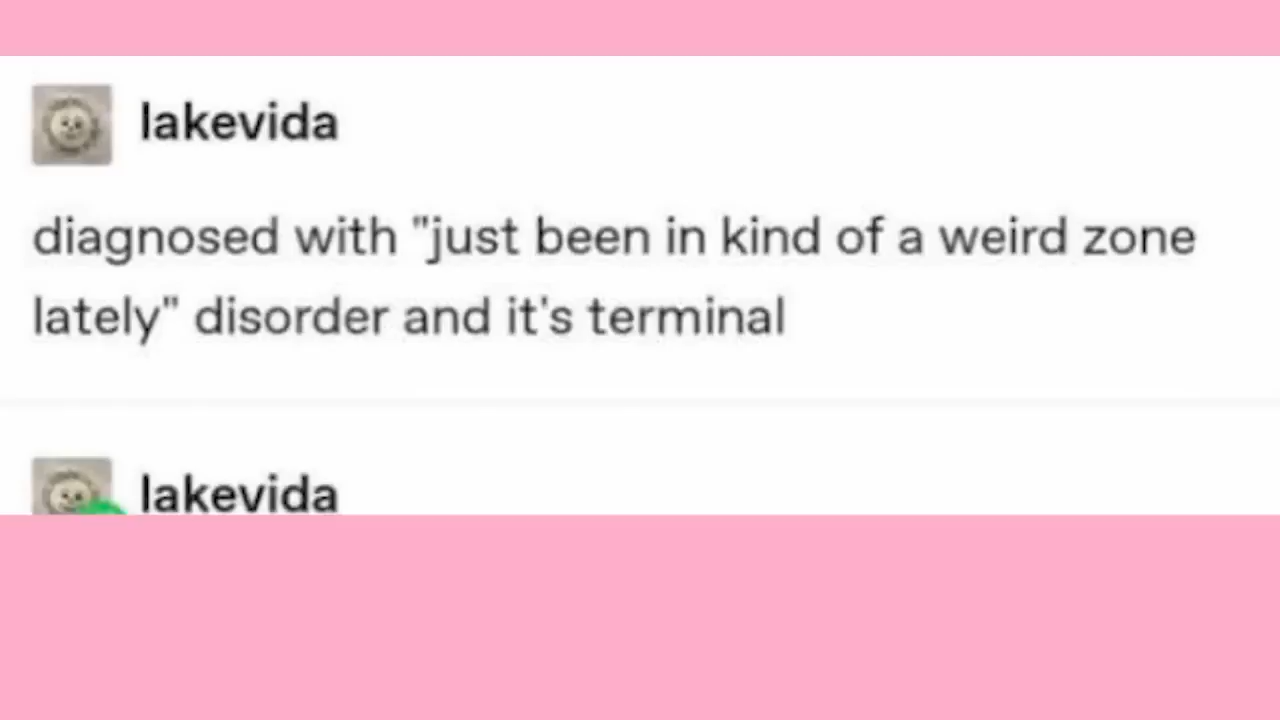 lakevida
diagnosed with "just been in kind of a weird zone
lately" disorder and it's terminal
lakevida